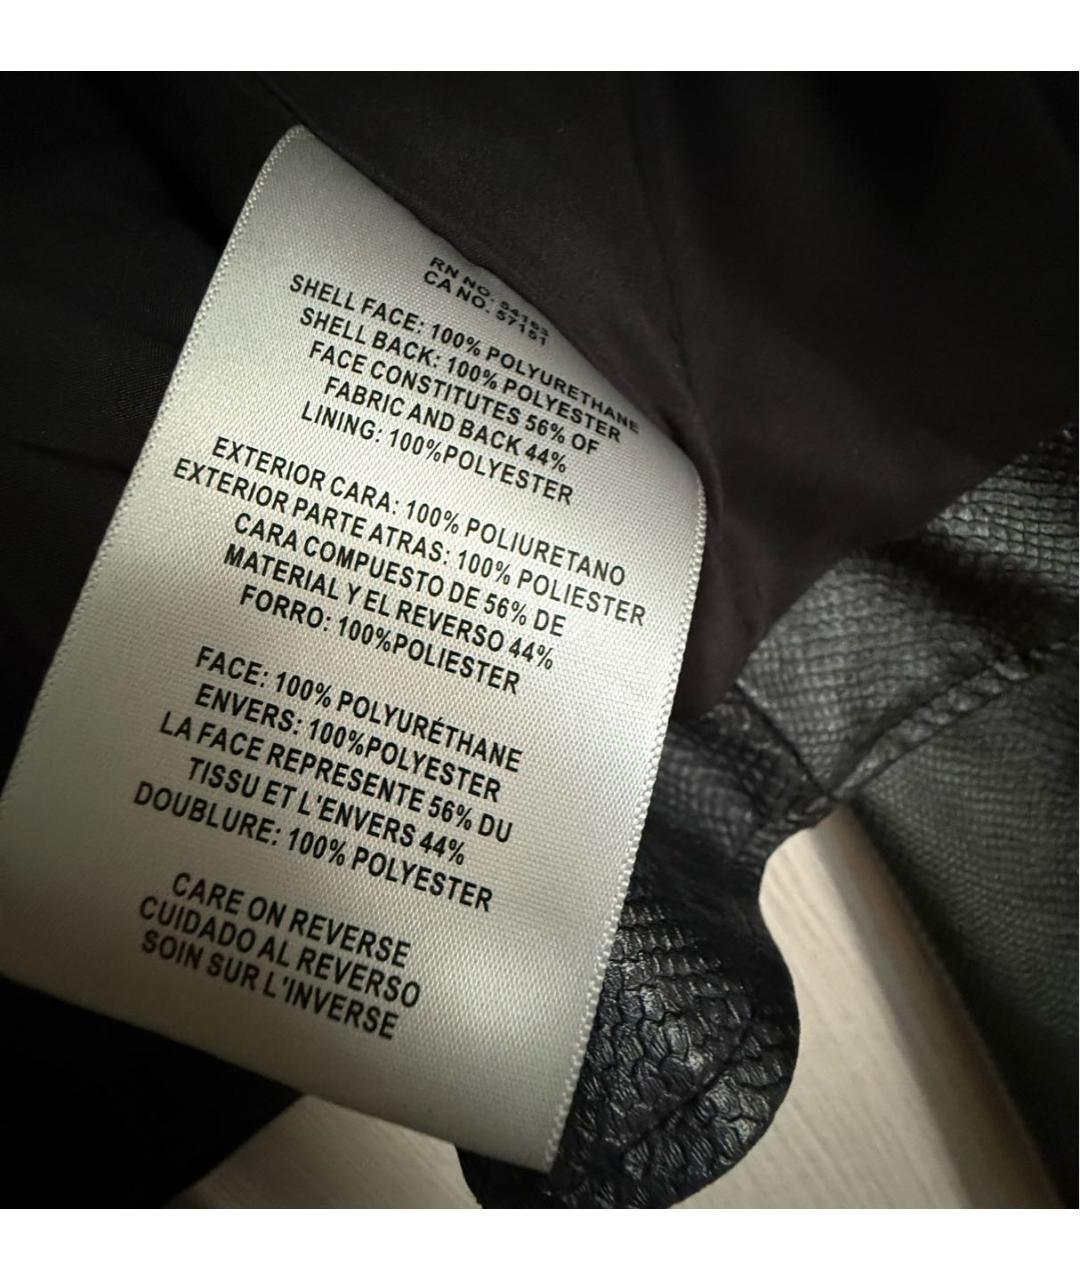 RN NO. 54163
CA NO. 57151
SHELL FACE: 100% POLYURETHANE
SHELL BACK: 100% POLYESTER
FACE CONSTITUTES 56% OF
FABRIC AND BACK 44%
LINING: 100%POLYESTER
EXTERIOR CARA: 100% POLIURETANO
EXTERIOR PARTE ATRAS: 100% POLIESTER
CARA COMPUESTO DE 56% DE
MATERIAL Y EL REVERSO 44%
FORRO: 100%POLIESTER
FACE: 100% POLYURÉTHANE
ENVERS: 100%POLYESTER
LA FACE REPRESENTE 56% DU
TISSU ET L'ENVERS 44%
DOUBLURE: 100% POLYESTER
CARE ON REVERSE
CUIDADO AL REVERSO
SOIN SUR L'INVERSE